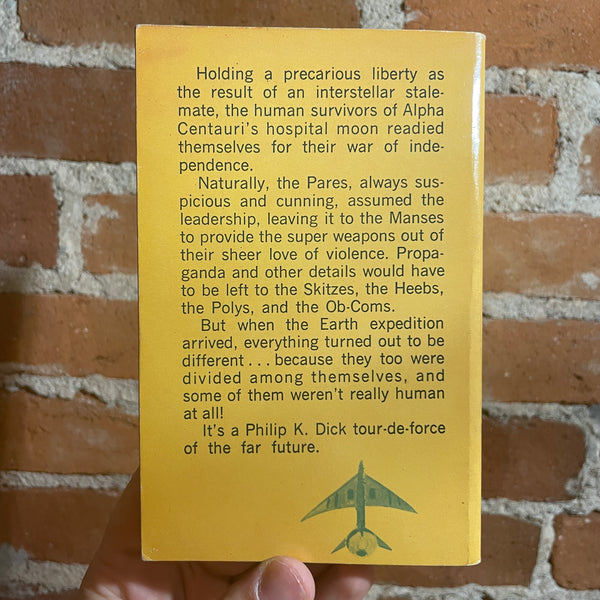 Holding a precarious liberty as
the result of an interstellar stale-
mate, the human survivors of Alpha
Centauri's hospital moon readied
themselves for their war of inde-
pendence.
Naturally, the Pares, always sus-
picious and cunning, assumed the
leadership, leaving it to the Manses
to provide the super weapons out of
their sheer love of violence. Propa-
ganda and other details would have
to be left to the Skitzes, the Heebs,
the Polys, and the Ob-Coms.
But when the Earth expedition
arrived, everything turned out to be
different . . . because they too were
divided among themselves, and
some of them weren't really human
at all!
It's a Philip K. Dick tour-de-force
of the far future.